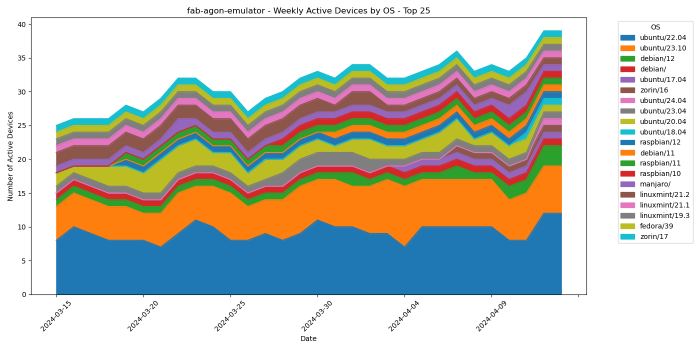 fab-agon-emulator - Weekly Active Devices by OS - Top 25
Number of Active Devices
40
35
30
25
20
15
10
5
0
2024-03-15
2024-03-20
2024-03-25
2024-03-30
2024-04-04
2024-04-09
Date
OS
ubuntu/22.04
ubuntu/23.10
debian/12
debian/
ubuntu/17.04
zorin/16
ubuntu/24.04
ubuntu/23.04
ubuntu/20.04
ubuntu/18.04
raspbian/12
debian/11
raspbian/11
raspbian/10
manjaro/
linuxmint/21.2
linuxmint/21.1
linuxmint/19.3
fedora/39
zorin/17